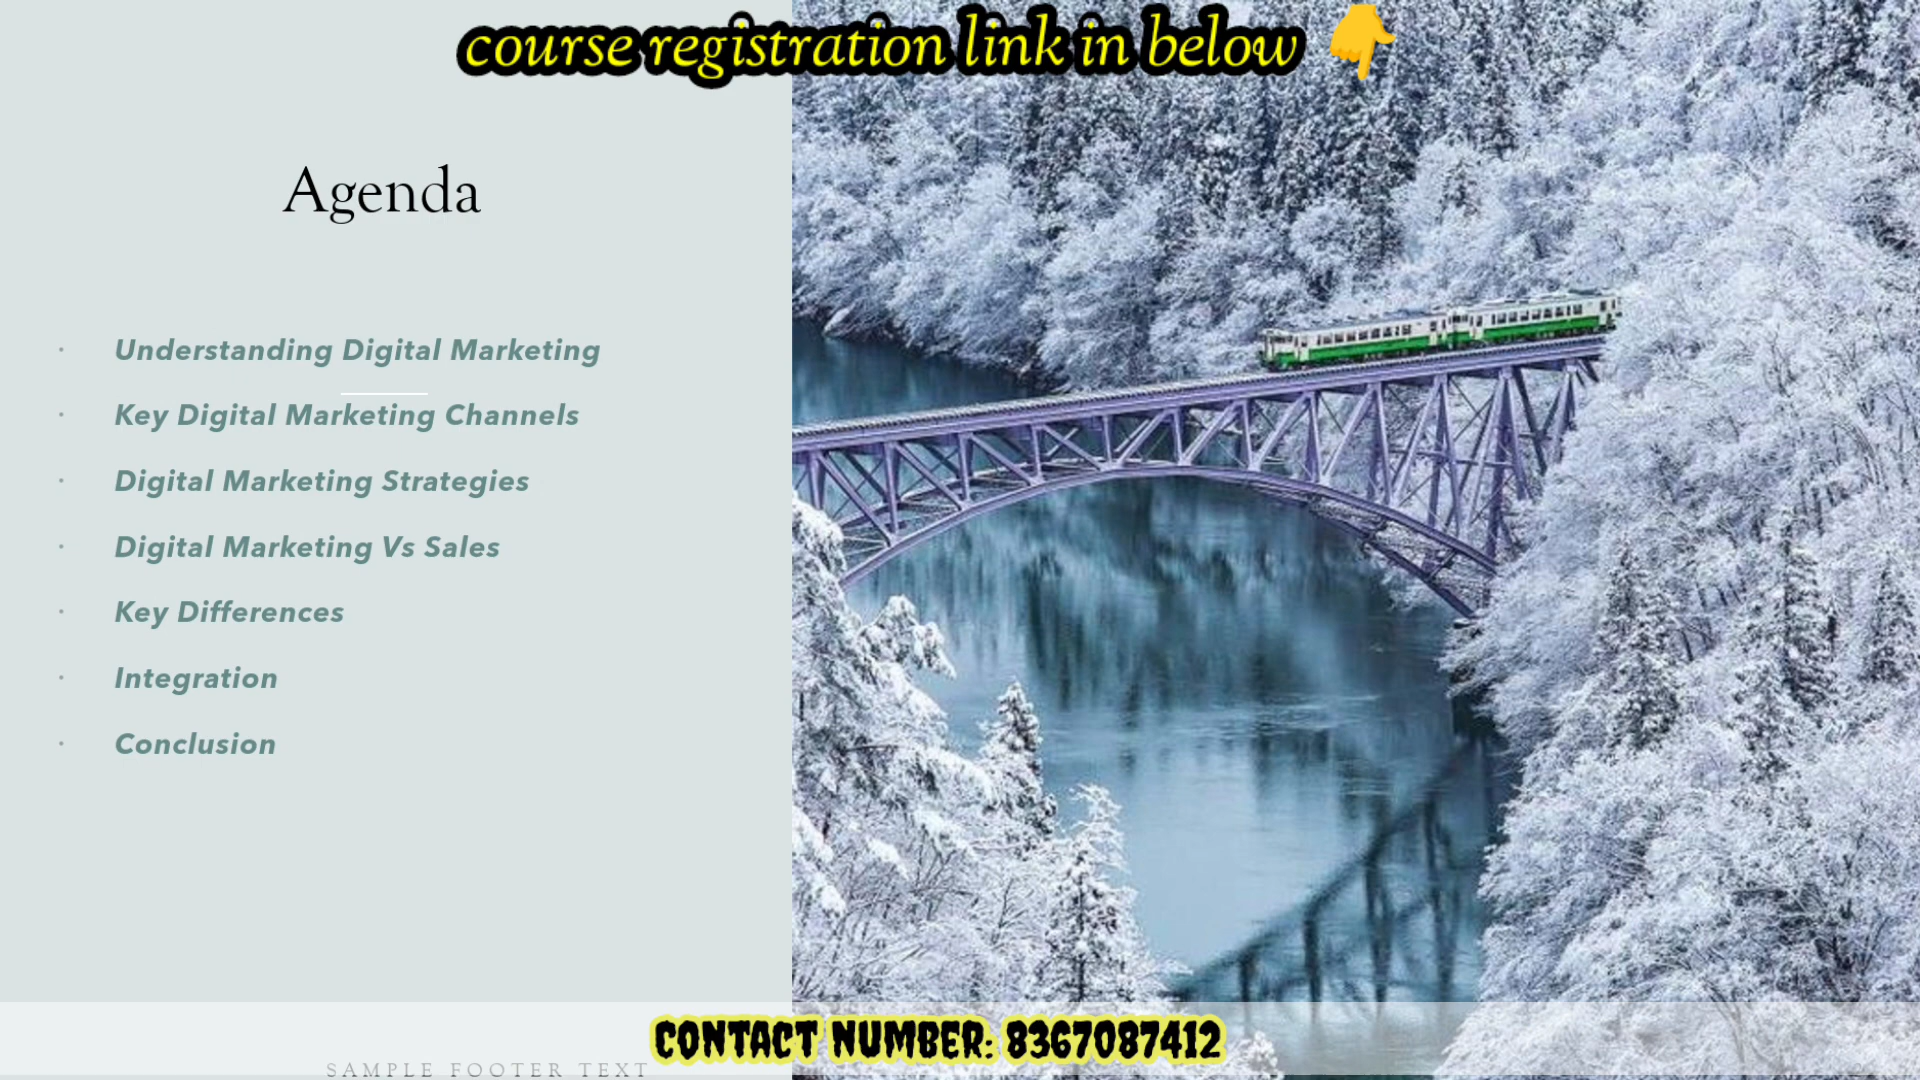 course registration link in below 👇
Agenda
· Understanding Digital Marketing
· Key Digital Marketing Channels
· Digital Marketing Strategies
· Digital Marketing Vs Sales
· Key Differences
· Integration
· Conclusion
CONTACT NUMBER: 8367087412
SAMPLE FOOTER TEXT